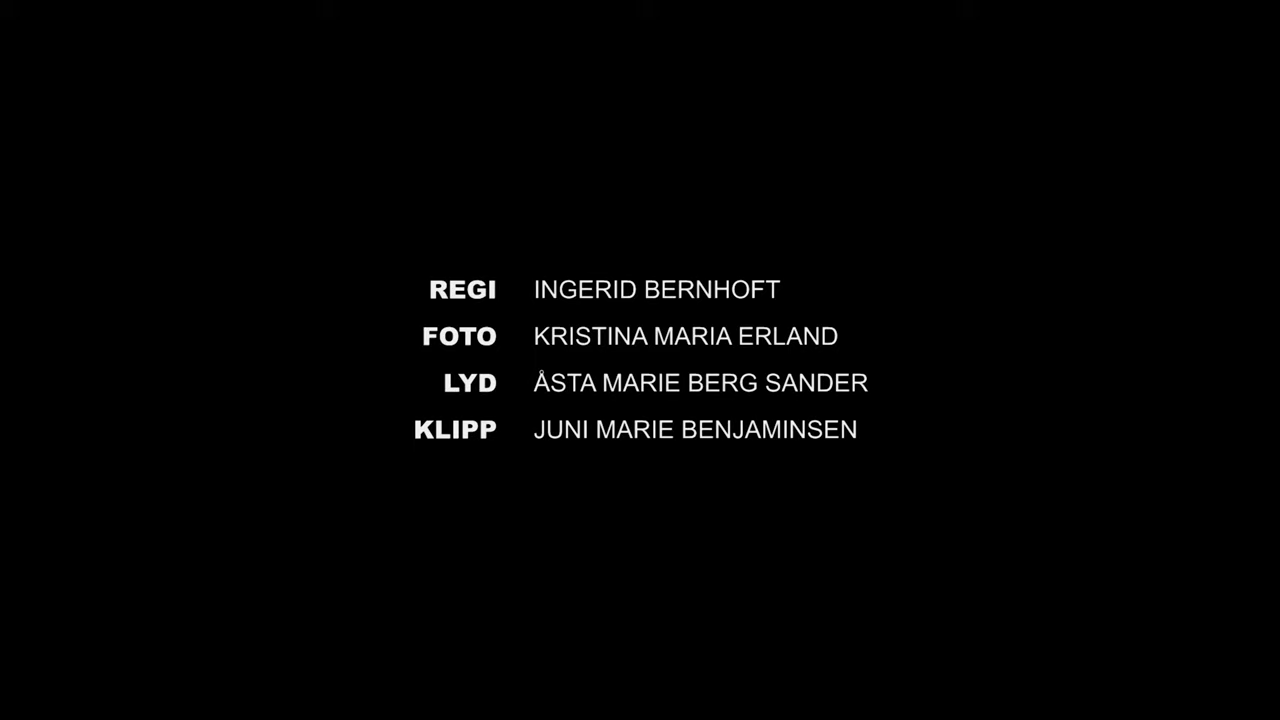 REGI INGERID BERNHOFT
FOTO KRISTINA MARIA ERLAND
LYD ÅSTA MARIE BERG SANDER
KLIPP JUNI MARIE BENJAMINSEN